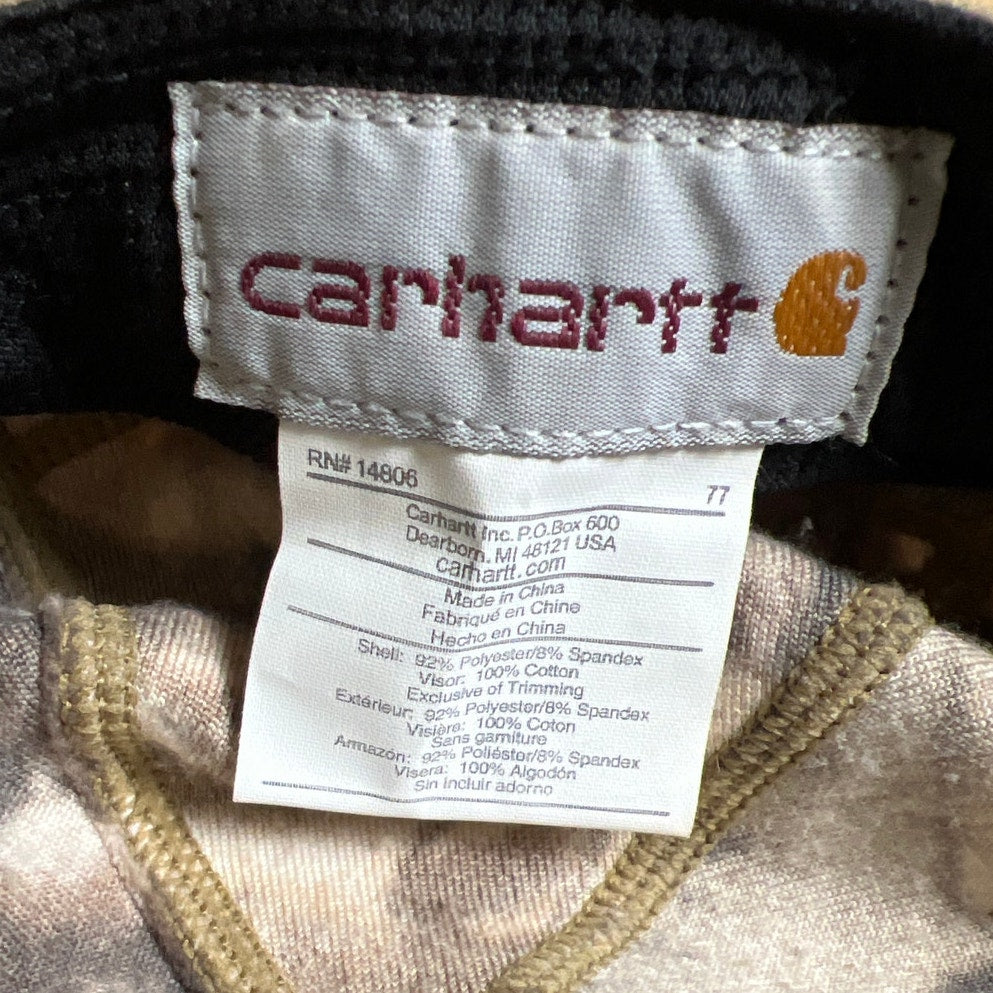 carhartt
RN# 14806
77
Carhartt Inc. P.O.Box 600
Dearborn, MI 48121 USA
carhartt.com
Made in China
Fabriqué en Chine
Hecho en China
Shell: 92% Polyester/8% Spandex
Visor: 100% Cotton
Exclusive of Trimming
Extérieur: 92% Polyester/8% Spandex
Visière: 100% Coton
Sans garniture
Armazón: 92% Poliéster/8% Spandex
Visera: 100% Algodón
Sin incluir adorno